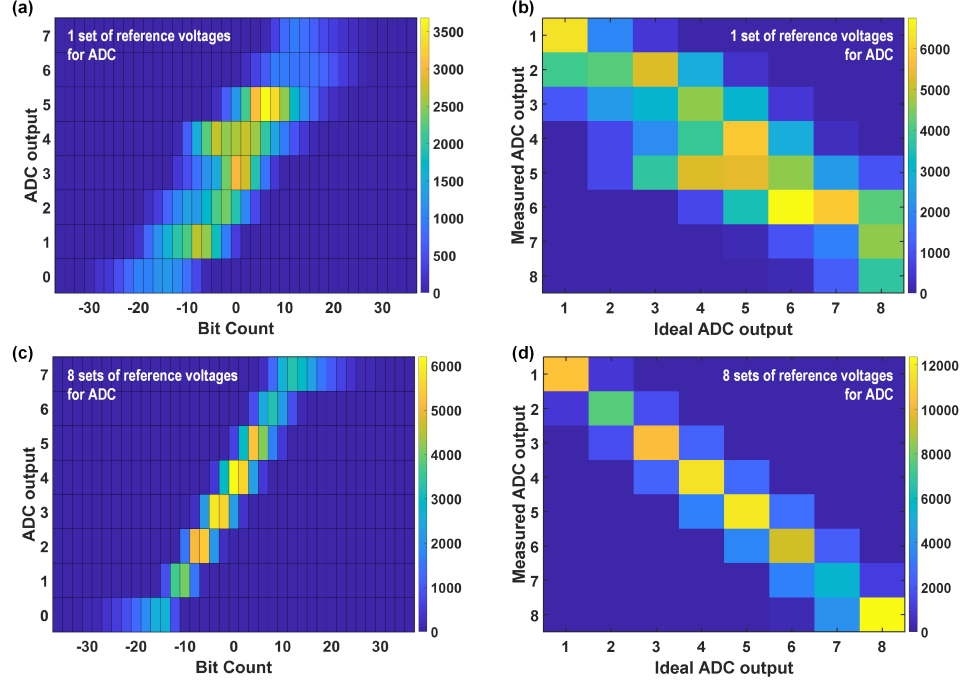 (a)
1 set of reference voltages
for ADC
ADC output
7
6
5
4
3
2
1
0
-30 -20 -10 0 10 20 30
Bit Count
3500
3000
2500
2000
1500
1000
500
0
(b)
1 set of reference voltages
for ADC
Measured ADC output
1
2
3
4
5
6
7
8
1 2 3 4 5 6 7 8
Ideal ADC output
6000
5000
4000
3000
2000
1000
0
(c)
8 sets of reference voltages
for ADC
ADC output
7
6
5
4
3
2
1
0
-30 -20 -10 0 10 20 30
Bit Count
6000
5000
4000
3000
2000
1000
0
(d)
8 sets of reference voltages
for ADC
Measured ADC output
1
2
3
4
5
6
7
8
1 2 3 4 5 6 7 8
Ideal ADC output
12000
10000
8000
6000
4000
2000
0